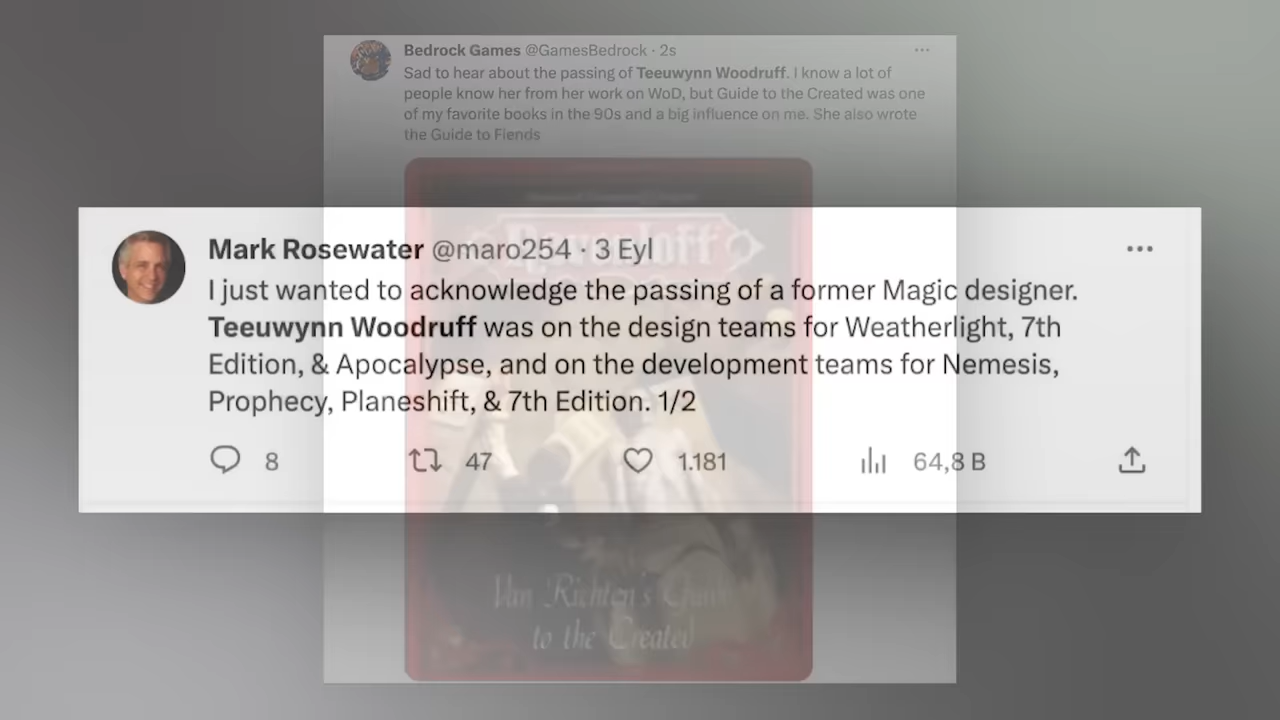 Bedrock Games @GamesBedrock · 2s
Sad to hear about the passing of Teeuwynn Woodruff. I know a lot of
people know her from her work on WoD, but Guide to the Created was one
of my favorite books in the 90s and a big influence on me. She also wrote
the Guide to Fiends
Ravenloft
Mark Rosewater @maro254 · 3 Eyl
I just wanted to acknowledge the passing of a former Magic designer.
Teeuwynn Woodruff was on the design teams for Weatherlight, 7th
Edition, & Apocalypse, and on the development teams for Nemesis,
Prophecy, Planeshift, & 7th Edition. 1/2
8 47 1.181 64,8 B
Van Richten's Guide
to the Created